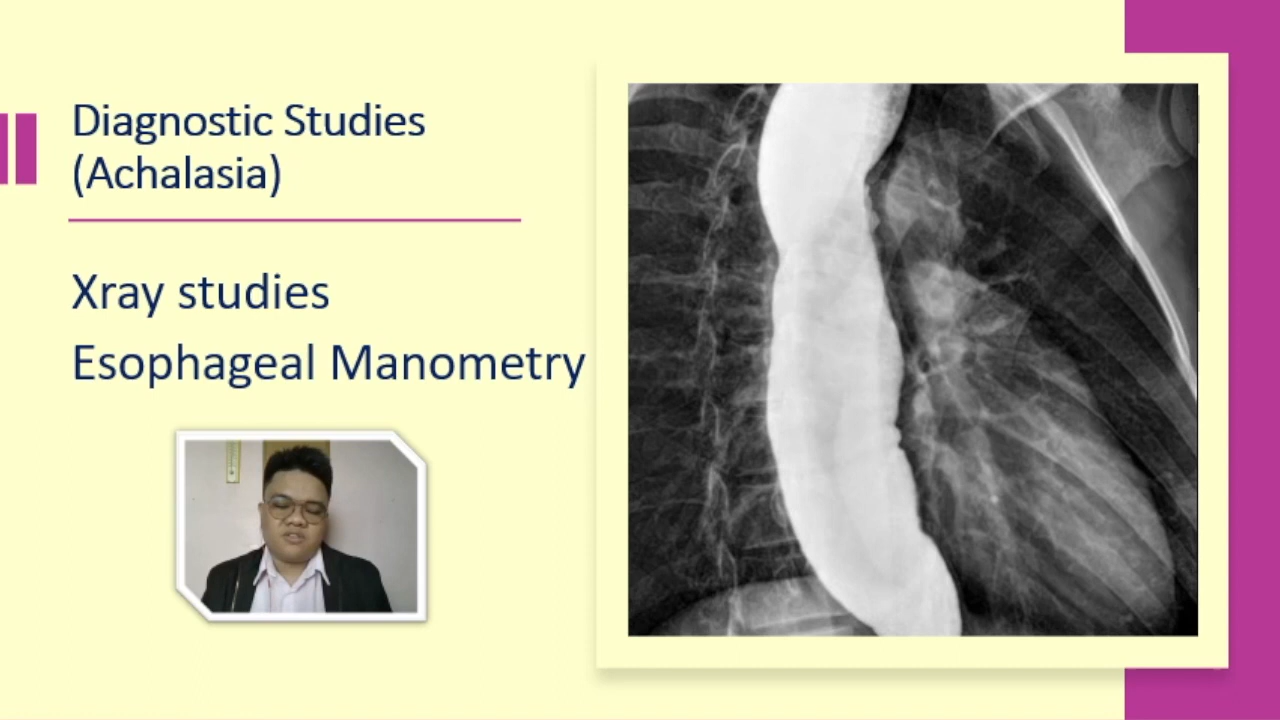 Diagnostic Studies
(Achalasia)
Xray studies
Esophageal Manometry